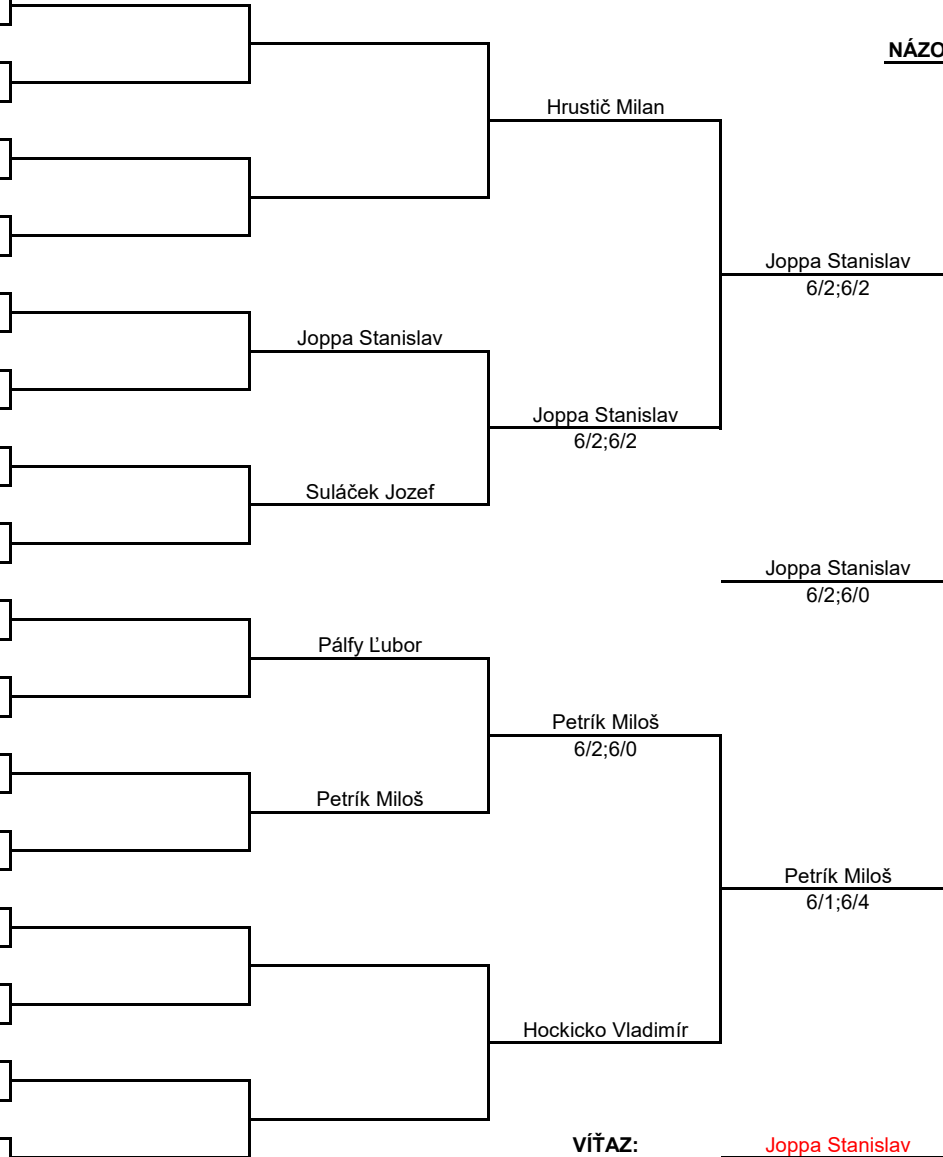 NÁZO
Hrustič Milan
Joppa Stanislav
6/2;6/2
Joppa Stanislav
Joppa Stanislav
6/2;6/2
Suláček Jozef
Joppa Stanislav
6/2;6/0
Pálfy Ľubor
Petrík Miloš
6/2;6/0
Petrík Miloš
Petrík Miloš
6/1;6/4
Hockicko Vladimír
VÍŤAZ: Joppa Stanislav